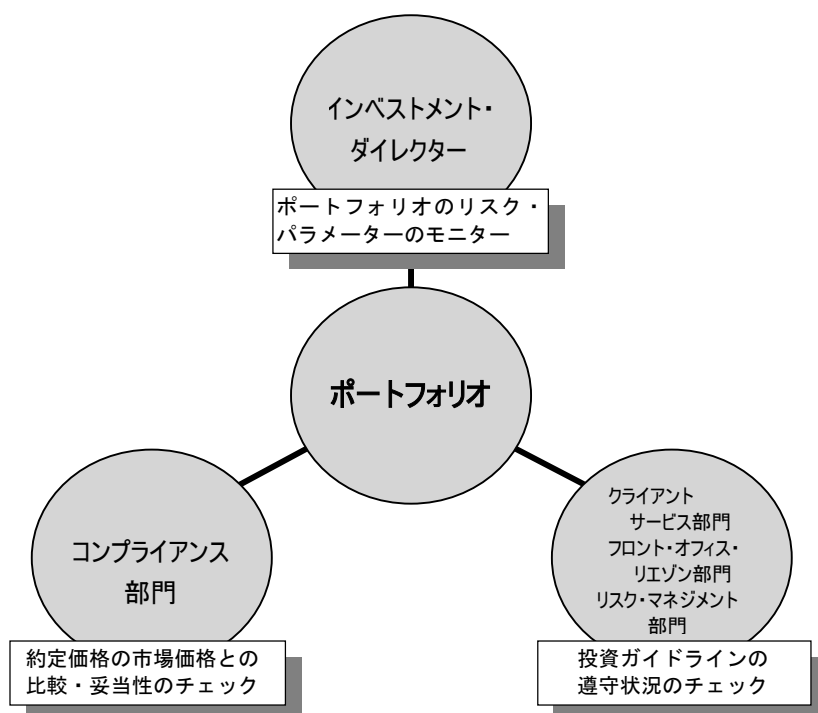 インベストメント・
ダイレクター
ポートフォリオのリスク・
パラメーターのモニター
ポートフォリオ
コンプライアンス
部門
約定価格の市場価格との
比較・妥当性のチェック
クライアント
サービス部門
フロント・オフィス・
リエゾン部門
リスク・マネジメント
部門
投資ガイドラインの
遵守状況のチェック